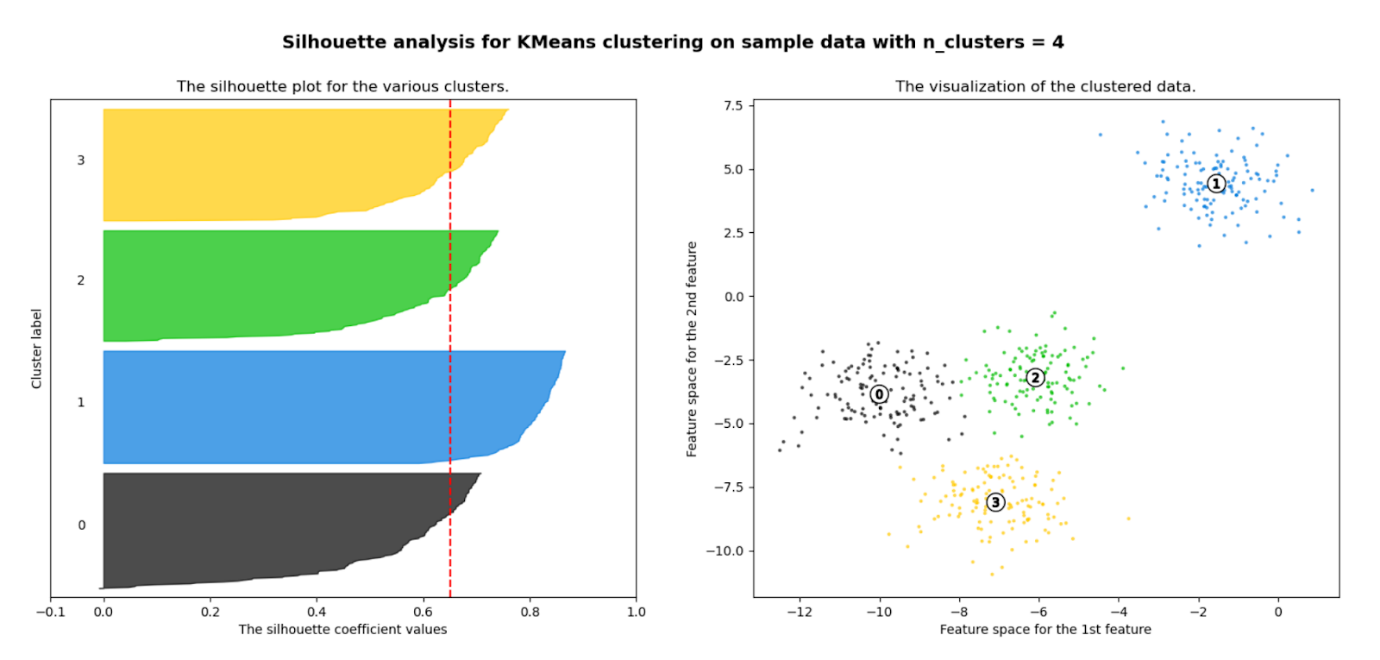 Silhouette analysis for KMeans clustering on sample data with n_clusters = 4
The silhouette plot for the various clusters.
Cluster label
3
2
1
0
−0.1 0.0 0.2 0.4 0.6 0.8 1.0
The silhouette coefficient values
The visualization of the clustered data.
Feature space for the 2nd feature
7.5
5.0
2.5
0.0
−2.5
−5.0
−7.5
−10.0
1
2
0
3
−12 −10 −8 −6 −4 −2 0
Feature space for the 1st feature